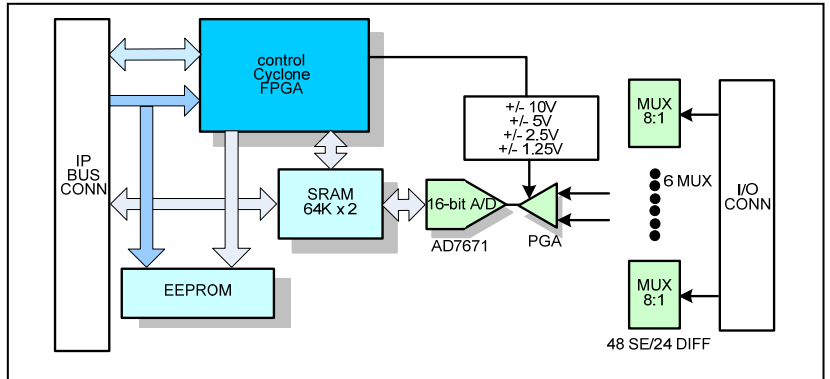 control
Cyclone
FPGA
+/- 10V
+/- 5V
+/- 2.5V
+/- 1.25V
MUX
8:1
IP
BUS
CONN
SRAM
64K x 2
16-bit A/D
AD7671
PGA
6 MUX
I/O
CONN
EEPROM
MUX
8:1
48 SE/24 DIFF